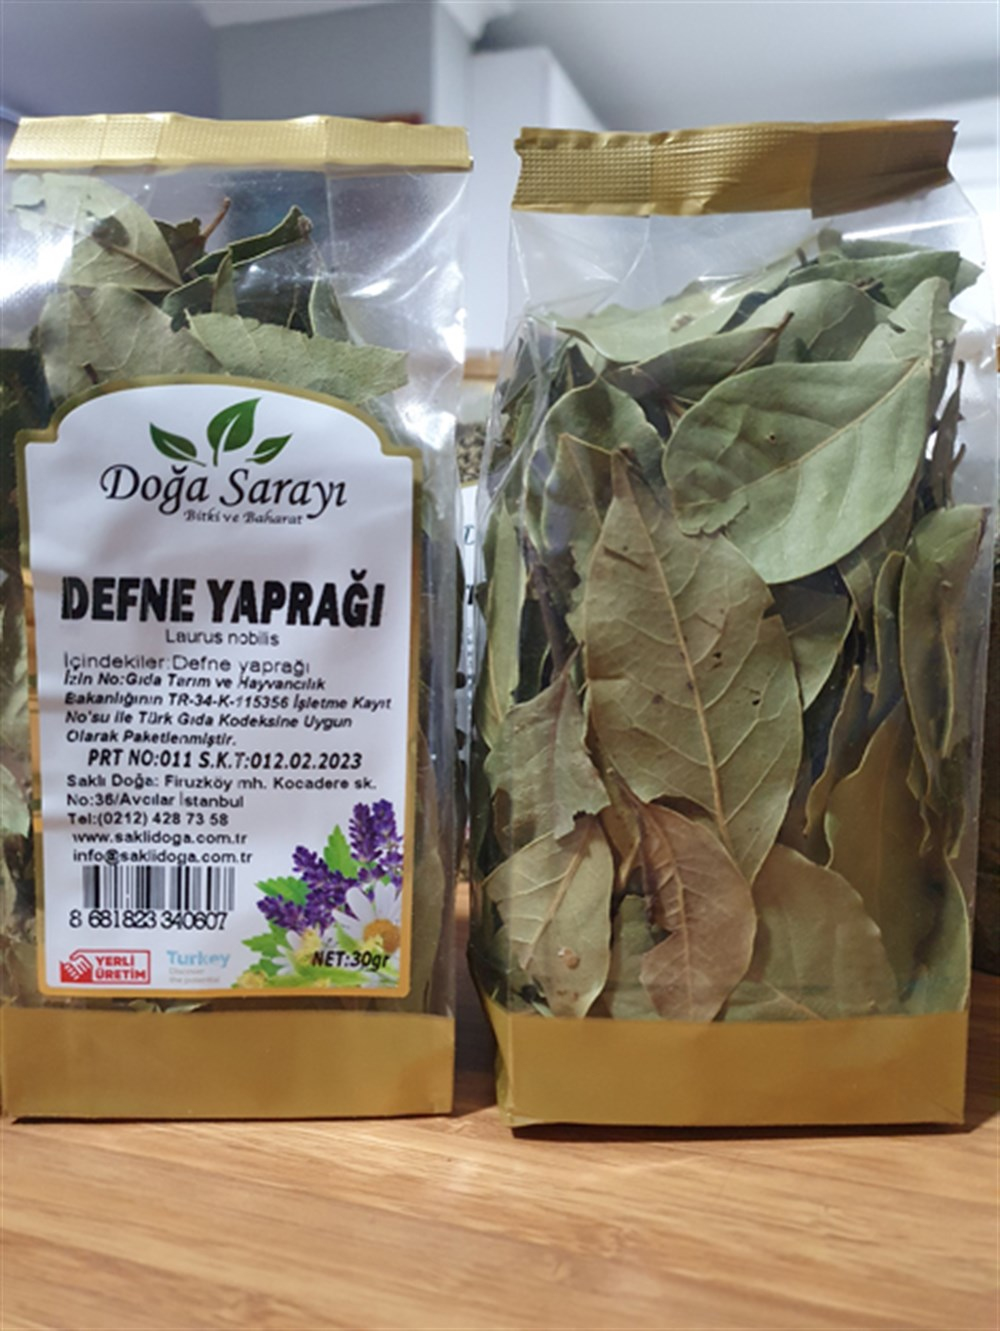 Doğa Sarayı
Bitki ve Baharat
DEFNE YAPRAĞI
Laurus nobilis
İçindekiler:Defne yaprağı
İzin No:Gıda Tarım ve Hayvancılık
Bakanlığının TR-34-K-115356 İşletme Kayıt
No'su ile Türk Gıda Kodeksine Uygun
Olarak Paketlenmiştir.
PRT NO:011 S.K.T:012.02.2023
Saklı Doğa: Firuzköy mh. Kocadere sk.
No:36/Avcılar İstanbul
Tel:(0212) 428 73 58
www.saklidoga.com.tr
info@saklidoga.com.tr
8 681823 340607
YERLİ
ÜRETİM
Turkey
Discover
the potential
NET:30gr